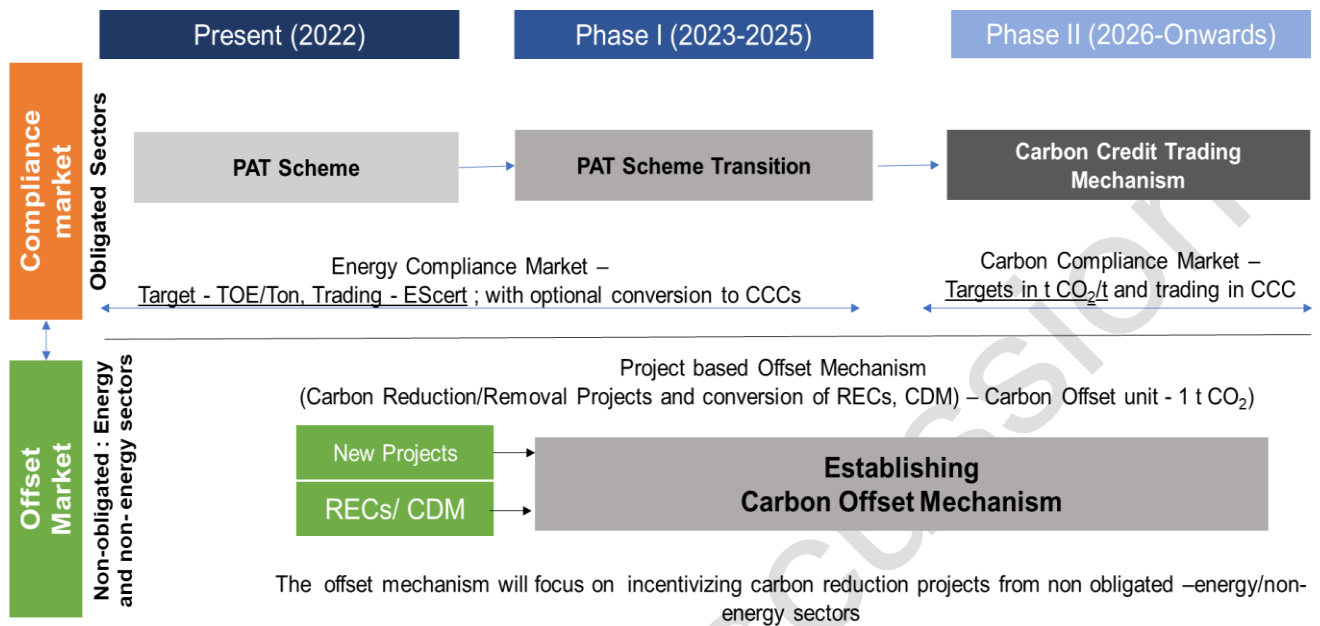 Present (2022)
Phase I (2023-2025)
Phase II (2026-Onwards)
Compliance
market
Obligated Sectors
PAT Scheme
PAT Scheme Transition
Carbon Credit Trading
Mechanism
Energy Compliance Market –
Target - TOE/Ton, Trading - EScert ; with optional conversion to CCCs
Carbon Compliance Market –
Targets in t CO₂/t and trading in CCC
Offset
Market
Non-obligated : Energy
and non- energy sectors
Project based Offset Mechanism
(Carbon Reduction/Removal Projects and conversion of RECs, CDM) – Carbon Offset unit - 1 t CO₂)
New Projects
RECs/ CDM
Establishing
Carbon Offset Mechanism
The offset mechanism will focus on incentivizing carbon reduction projects from non obligated –energy/non-
energy sectors
cussion